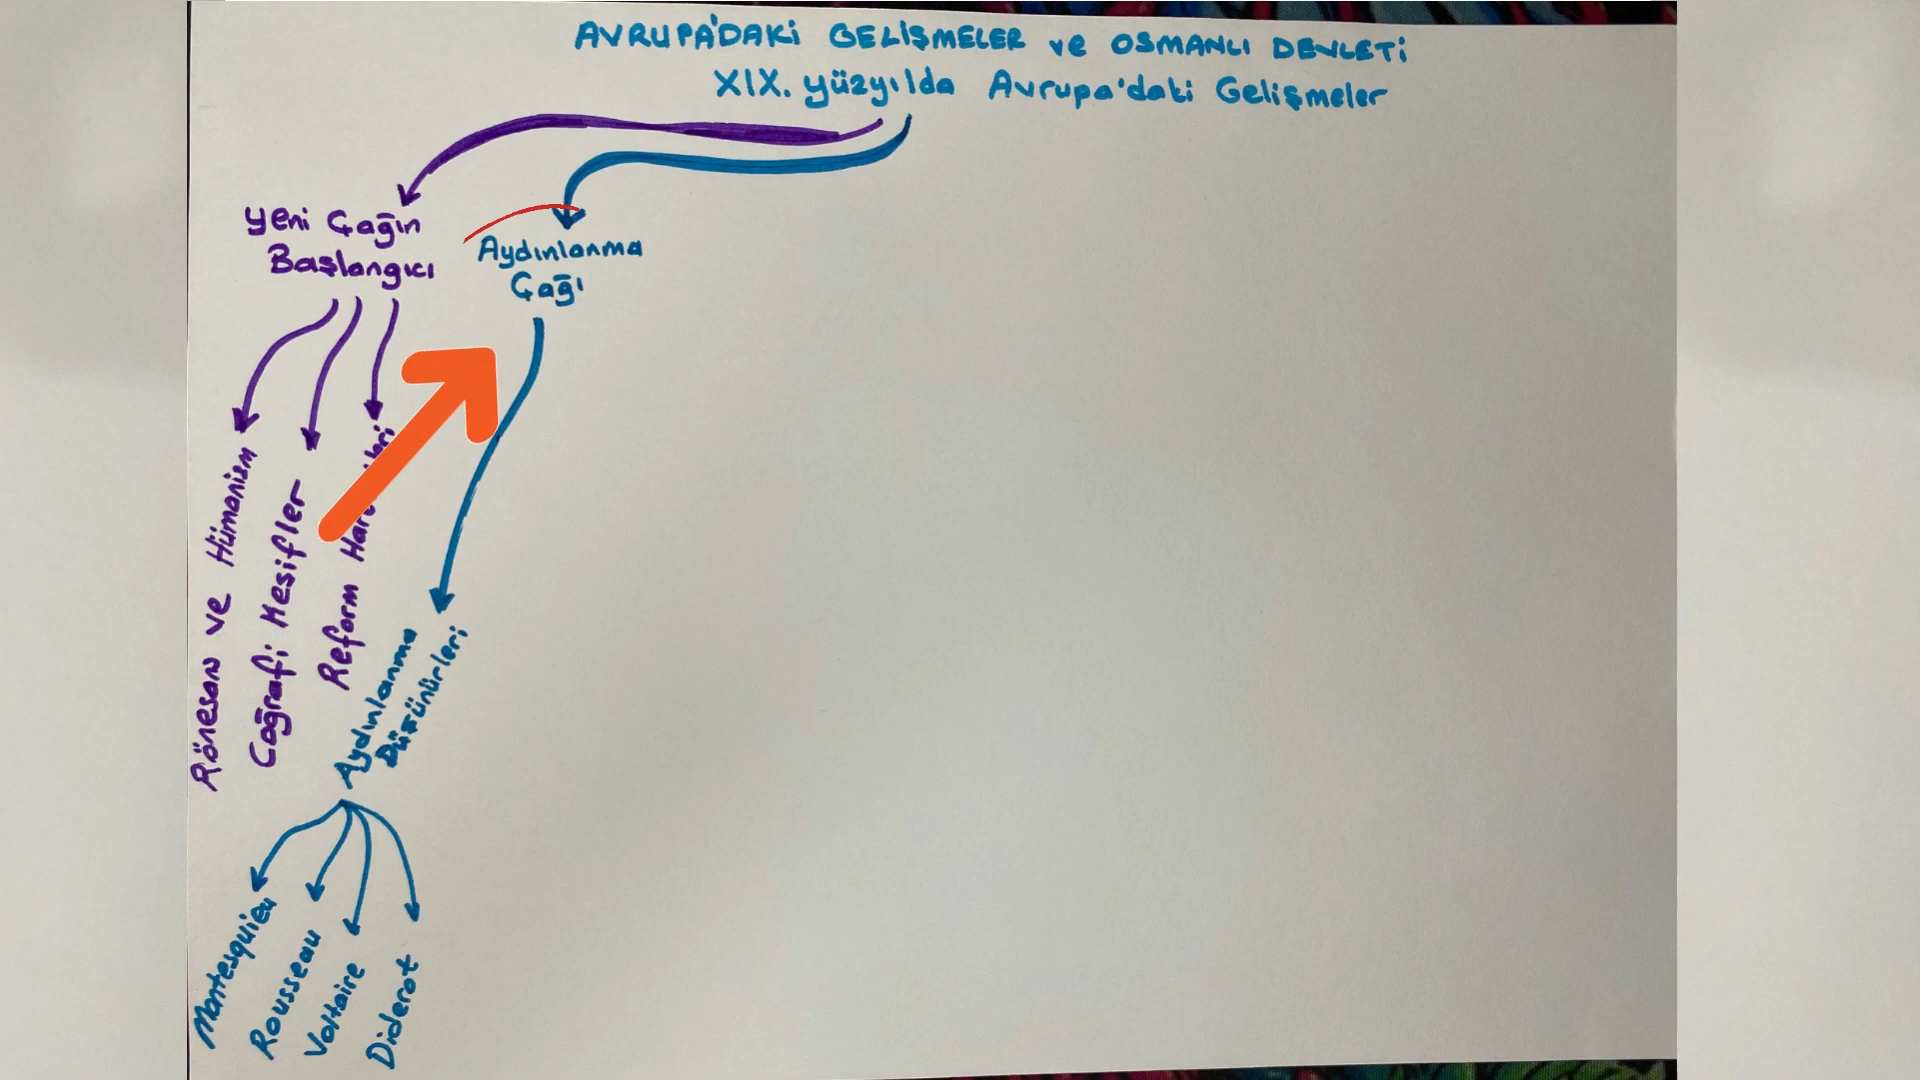 AVRUPA'DAKİ GELİŞMELER ve OSMANLI DEVLETİ
XIX. yüzyılda Avrupa'daki Gelişmeler
Yeni Çağın
Başlangıcı
Aydınlanma
Çağı
Rönesans ve Hümanizm
Coğrafi Kesifler
Reform
Aydınlanma
Düşünürleri
Montesquieu
Rousseau
Voltaire
Diderot